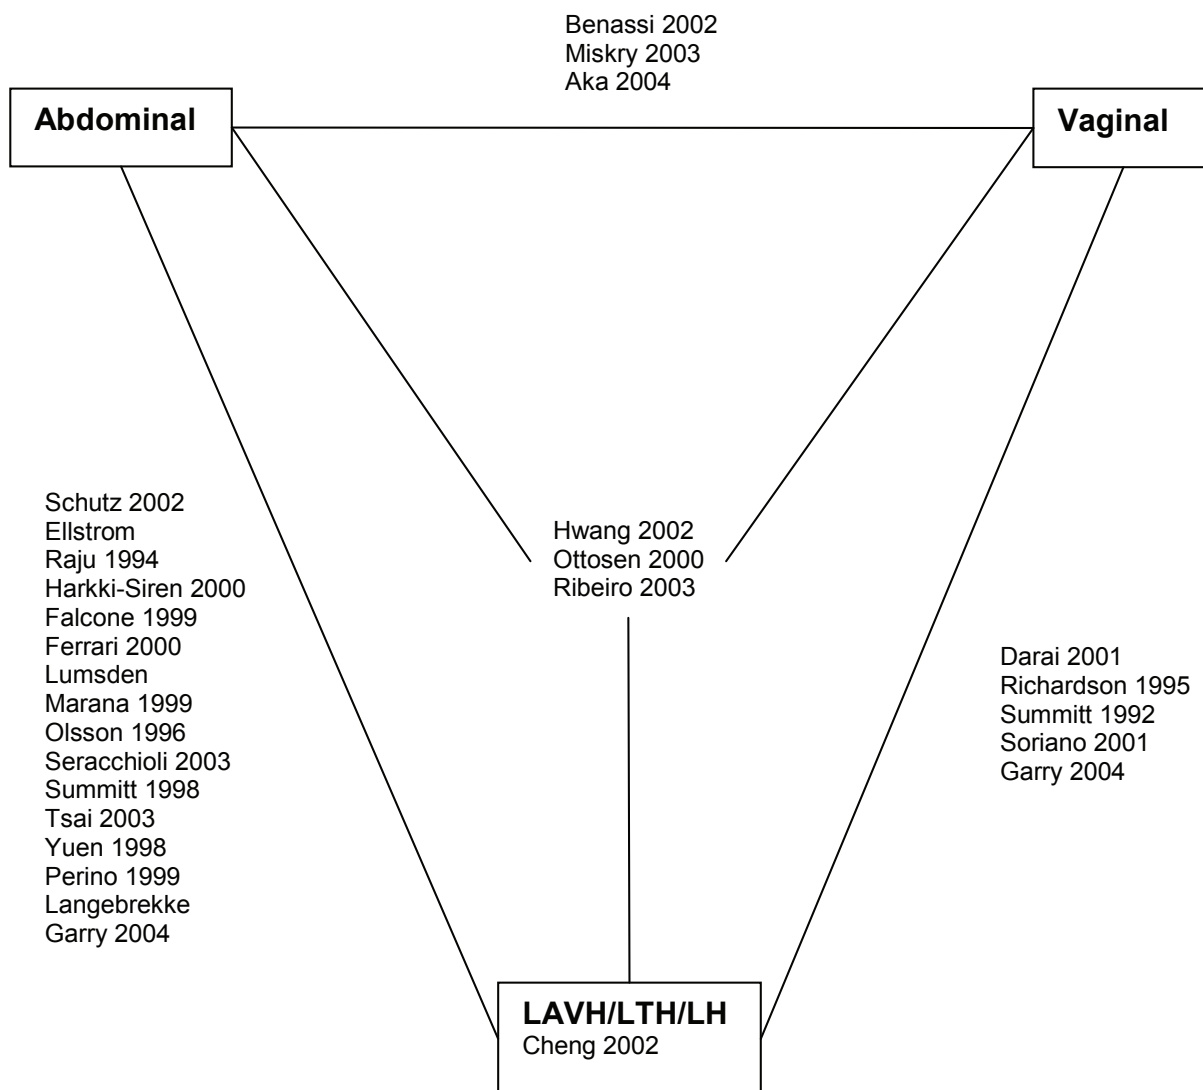 Benassi 2002
Miskry 2003
Aka 2004
Abdominal
Vaginal
Schutz 2002
Ellstrom
Raju 1994
Harkki-Siren 2000
Falcone 1999
Ferrari 2000
Lumsden
Marana 1999
Olsson 1996
Seracchioli 2003
Summitt 1998
Tsai 2003
Yuen 1998
Perino 1999
Langebrekke
Garry 2004
Hwang 2002
Ottosen 2000
Ribeiro 2003
Darai 2001
Richardson 1995
Summitt 1992
Soriano 2001
Garry 2004
LAVH/LTH/LH
Cheng 2002